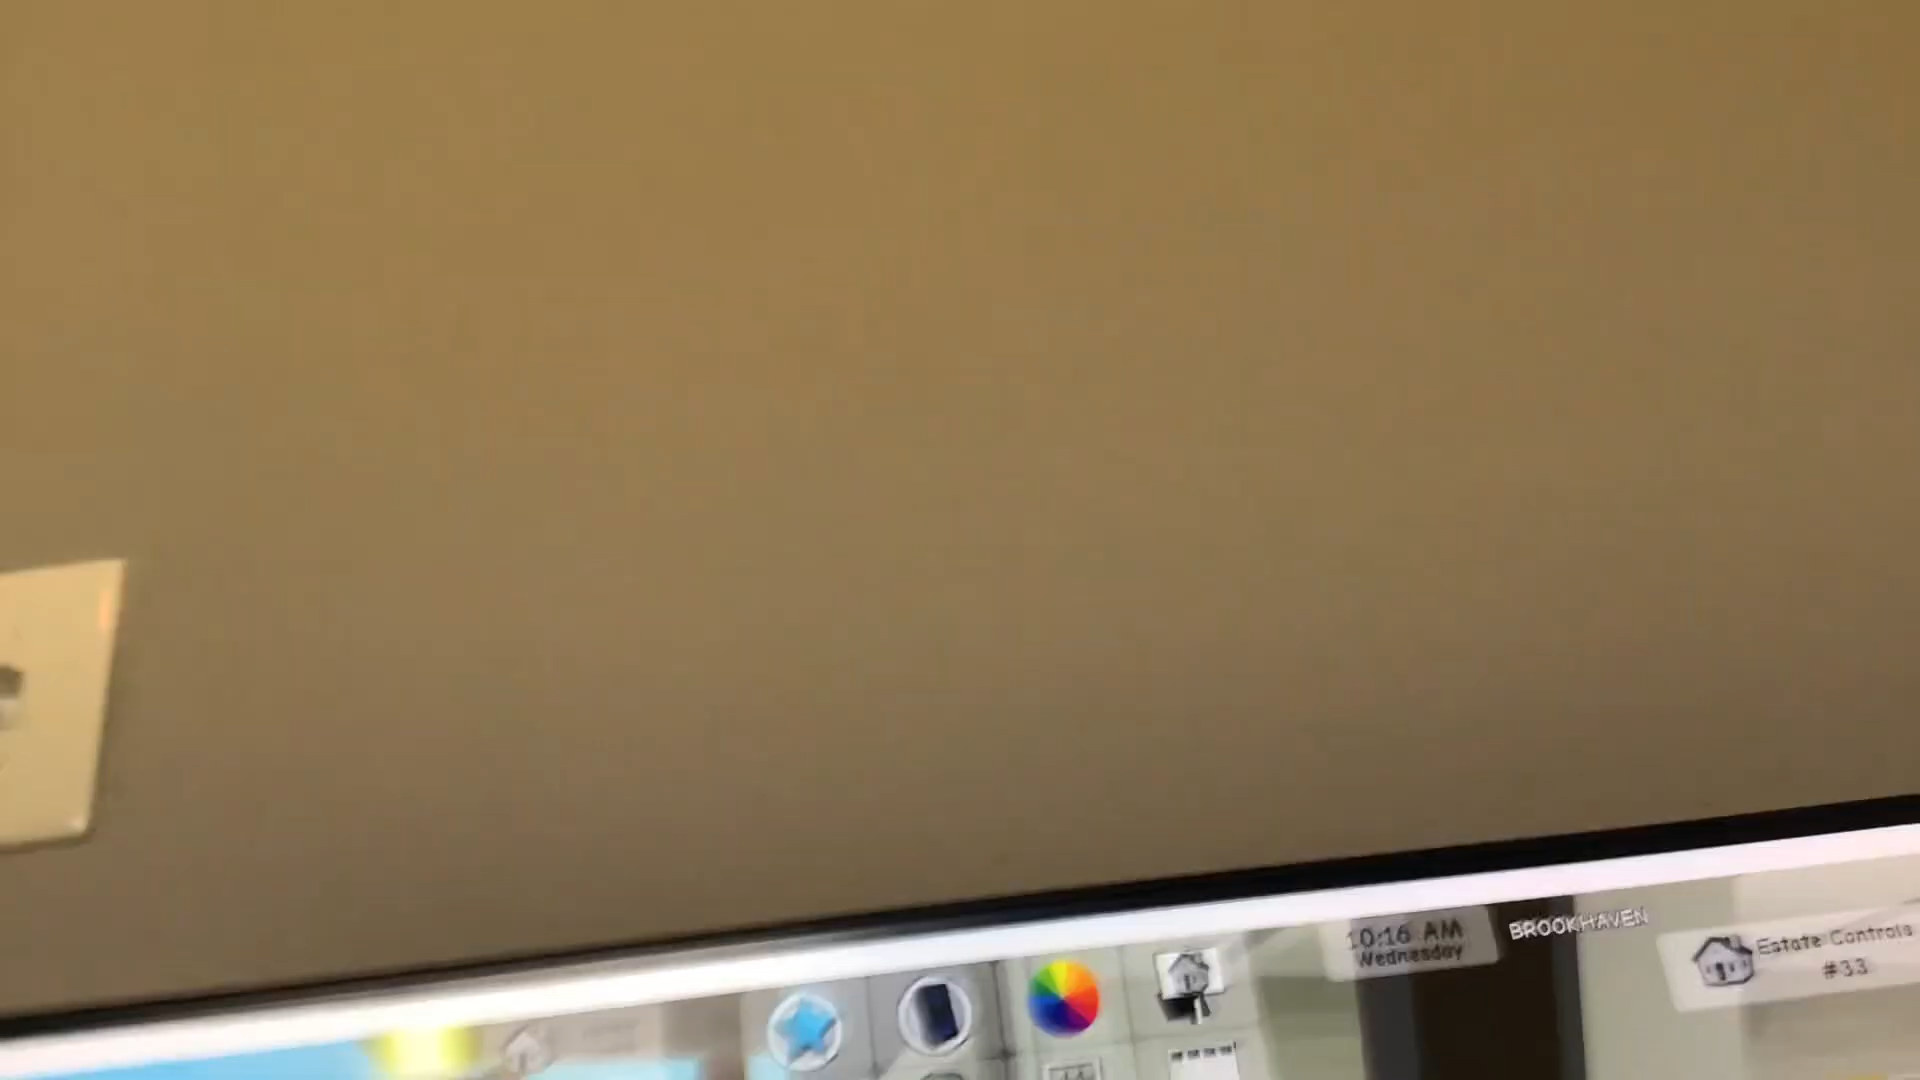 10:16 AM
Wednesday
BROOKHAVEN
Estate Controls
#33